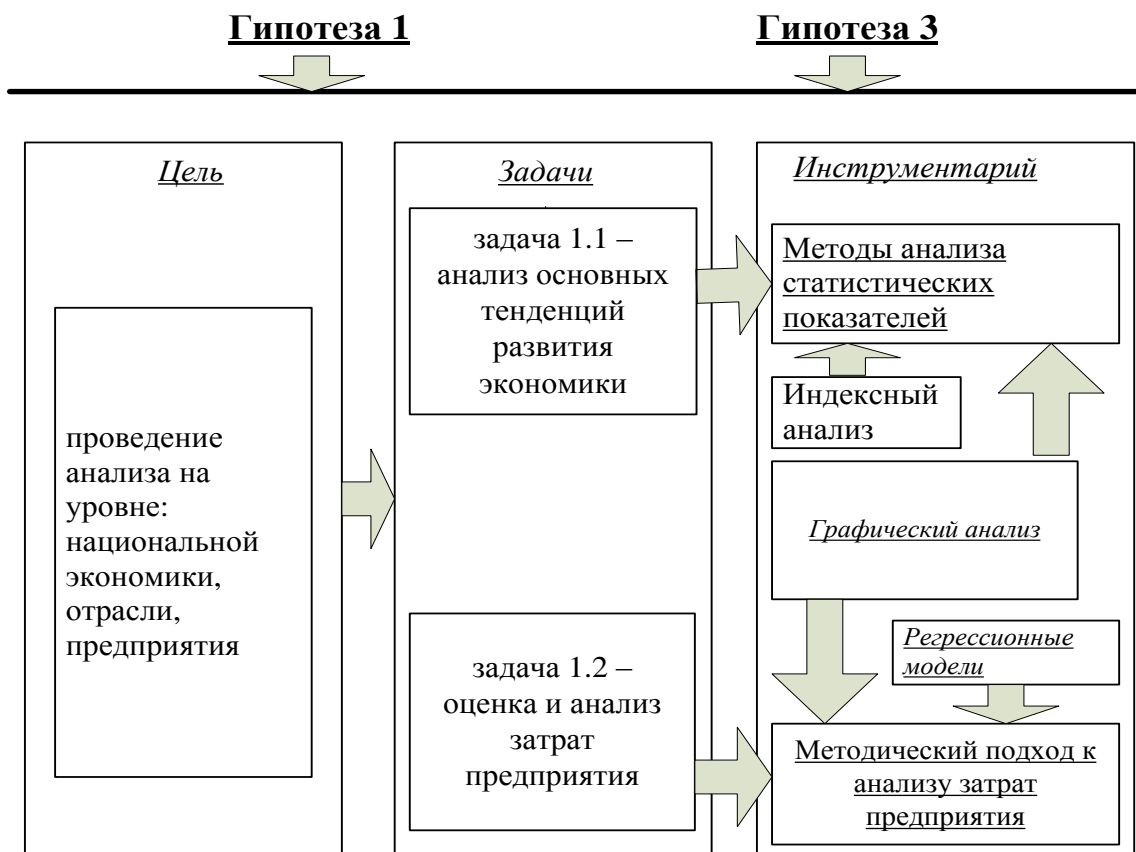 Гипотеза 1
Гипотеза 3
Цель
проведение
анализа на
уровне:
национальной
экономики,
отрасли,
предприятия
Задачи
задача 1.1 –
анализ основных
тенденций
развития
экономики
задача 1.2 –
оценка и анализ
затрат
предприятия
Инструментарий
Методы анализа
статистических
показателей
Индексный
анализ
Графический анализ
Регрессионные
модели
Методический подход к
анализу затрат
предприятия